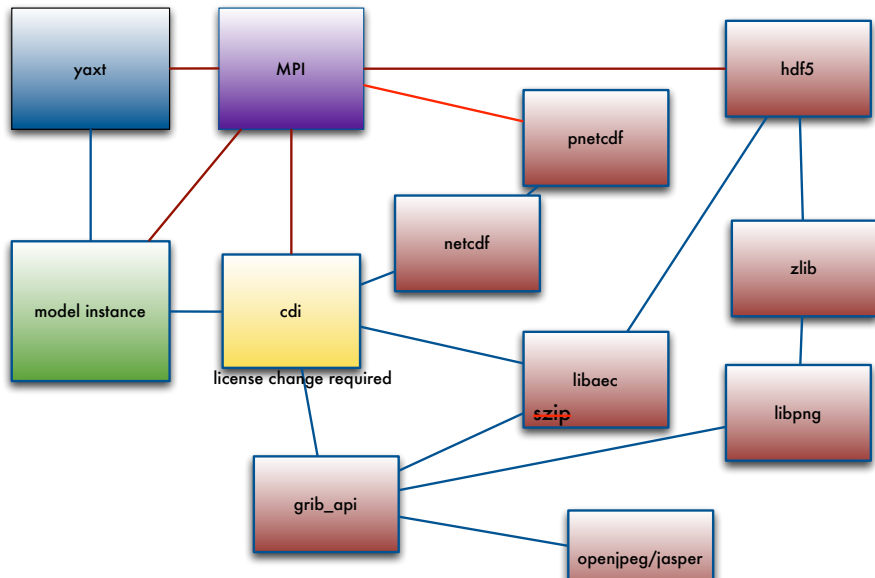 yaxt
MPI
hdf5
pnetcdf
netcdf
zlib
model instance
cdi
license change required
libaec
szip
libpng
grib_api
openjpeg/jasper